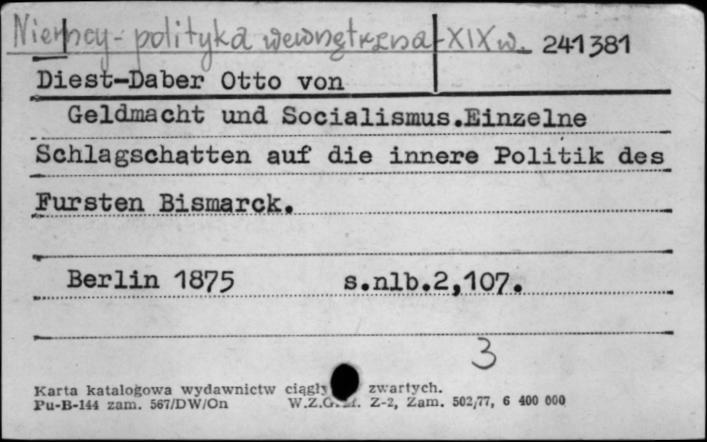 Niemcy - polityka wewnętrzna - XIX w. 241381
Diest-Daber Otto von
Geldmacht und Socialismus.Einzelne
Schlagschatten auf die innere Politik des
Fursten Bismarck.
Berlin 1875 s.nlb.2,107.
3
Karta katalogowa wydawnictw zwartych.
Pu-B-144 zam. 567/DW/On Z-2, Zam. 502/77, 6 400 000